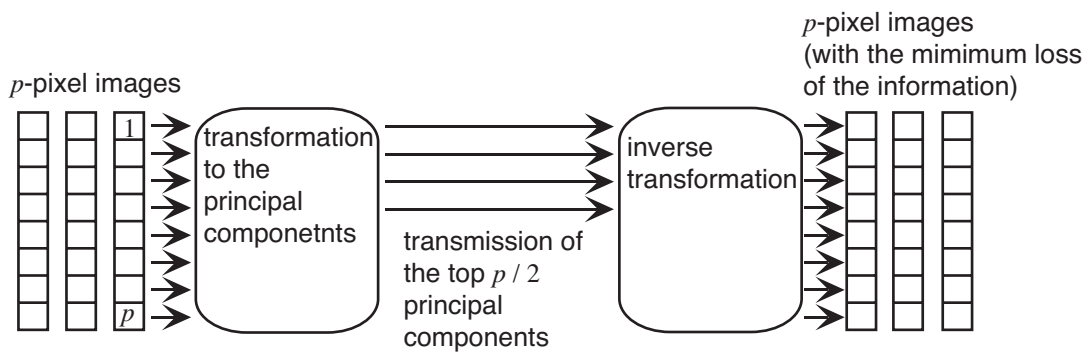 p-pixel images
1
p
transformation
to the
principal
componetnts
transmission of
the top p / 2
principal
components
inverse
transformation
p-pixel images
(with the mimimum loss
of the information)